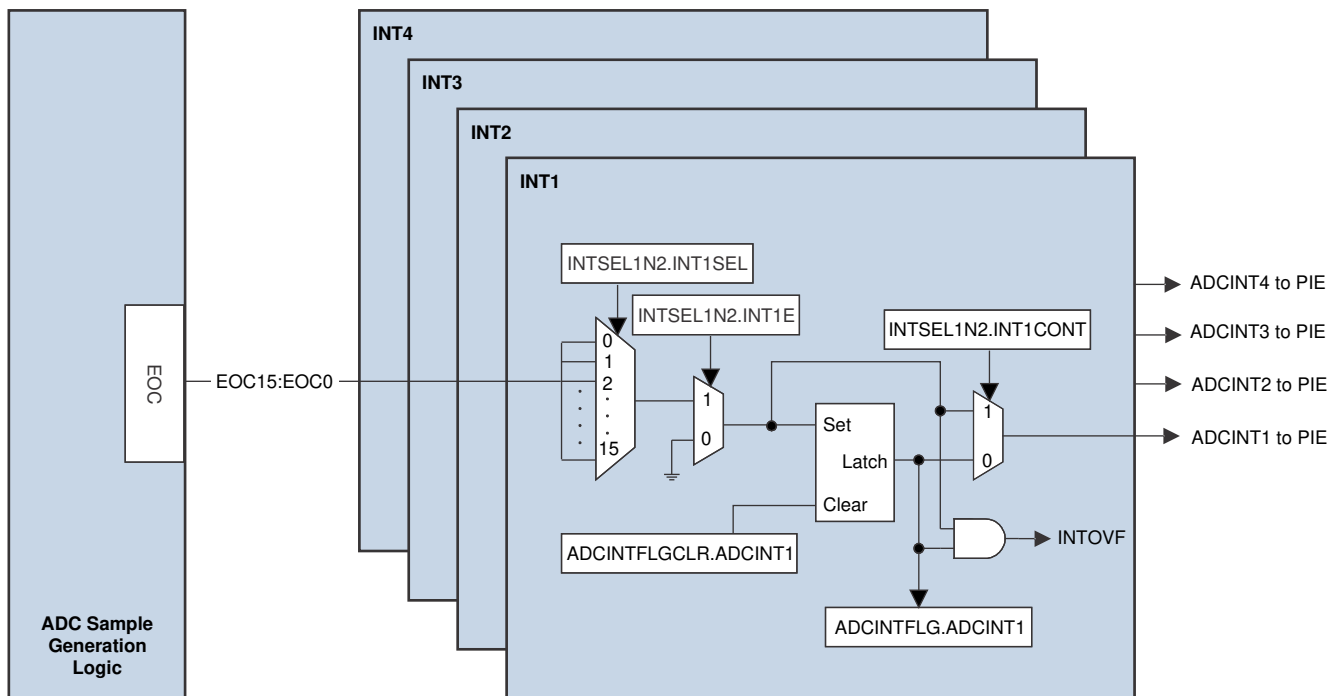 INT4
INT3
INT2
INT1
INTSEL1N2.INT1SEL
INTSEL1N2.INT1E
INTSEL1N2.INT1CONT
ADCINT4 to PIE
ADCINT3 to PIE
ADCINT2 to PIE
ADCINT1 to PIE
EOC
EOC15:EOC0
0
1
2
.
.
.
.
.
.
15
1
0
Set
Latch
Clear
1
0
ADCINTFLGCLR.ADCINT1
INTOVF
ADCINTFLG.ADCINT1
ADC Sample
Generation
Logic